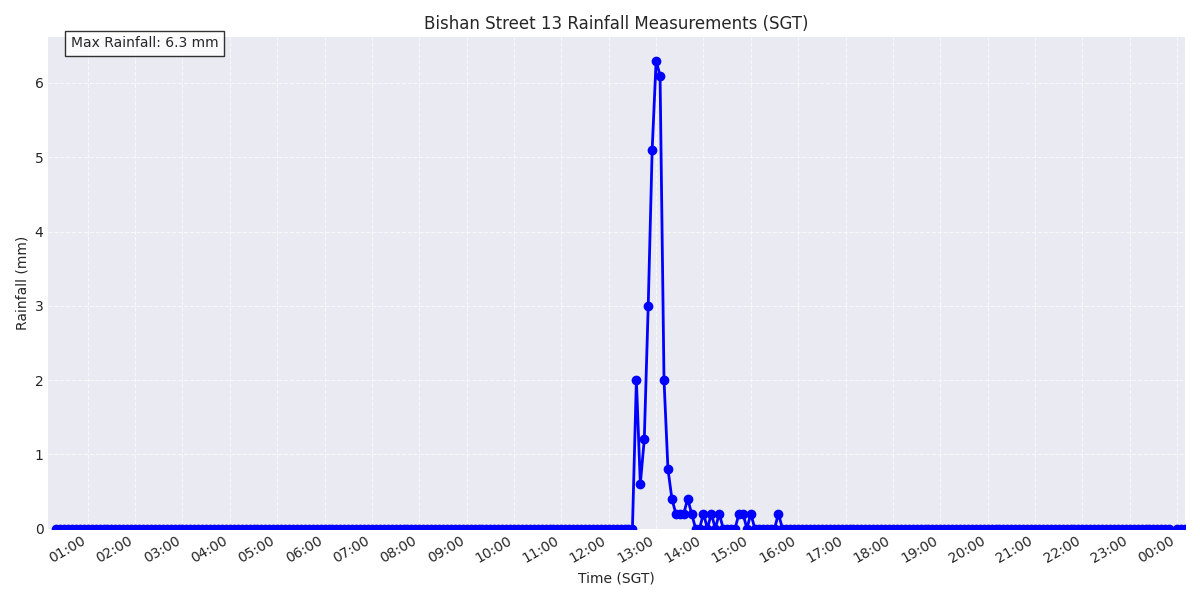 Bishan Street 13 Rainfall Measurements (SGT)
Max Rainfall: 6.3 mm
Rainfall (mm)
6
5
4
3
2
1
0
01:00 02:00 03:00 04:00 05:00 06:00 07:00 08:00 09:00 10:00 11:00 12:00 13:00 14:00 15:00 16:00 17:00 18:00 19:00 20:00 21:00 22:00 23:00 00:00
Time (SGT)